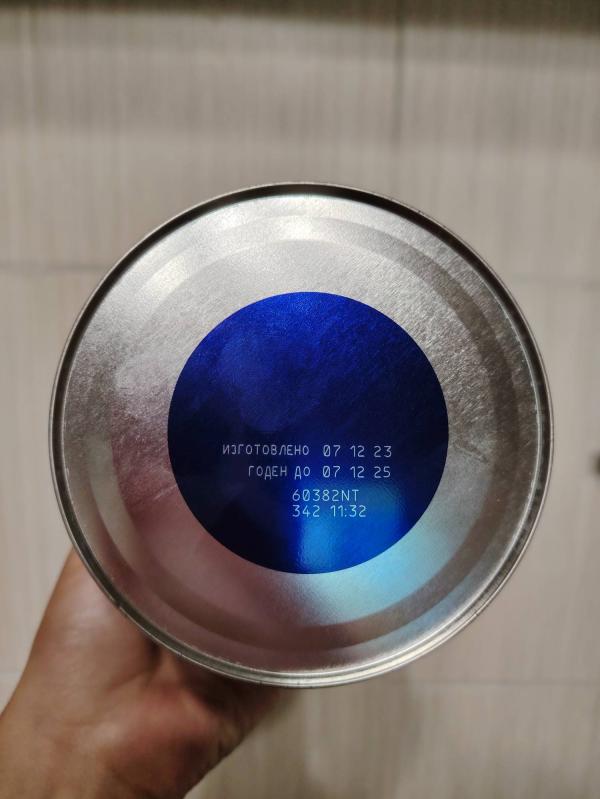 ИЗГОТОВЛЕНО 07 12 23
ГОДЕН ДО 07 12 25
60382NT
342 11:32